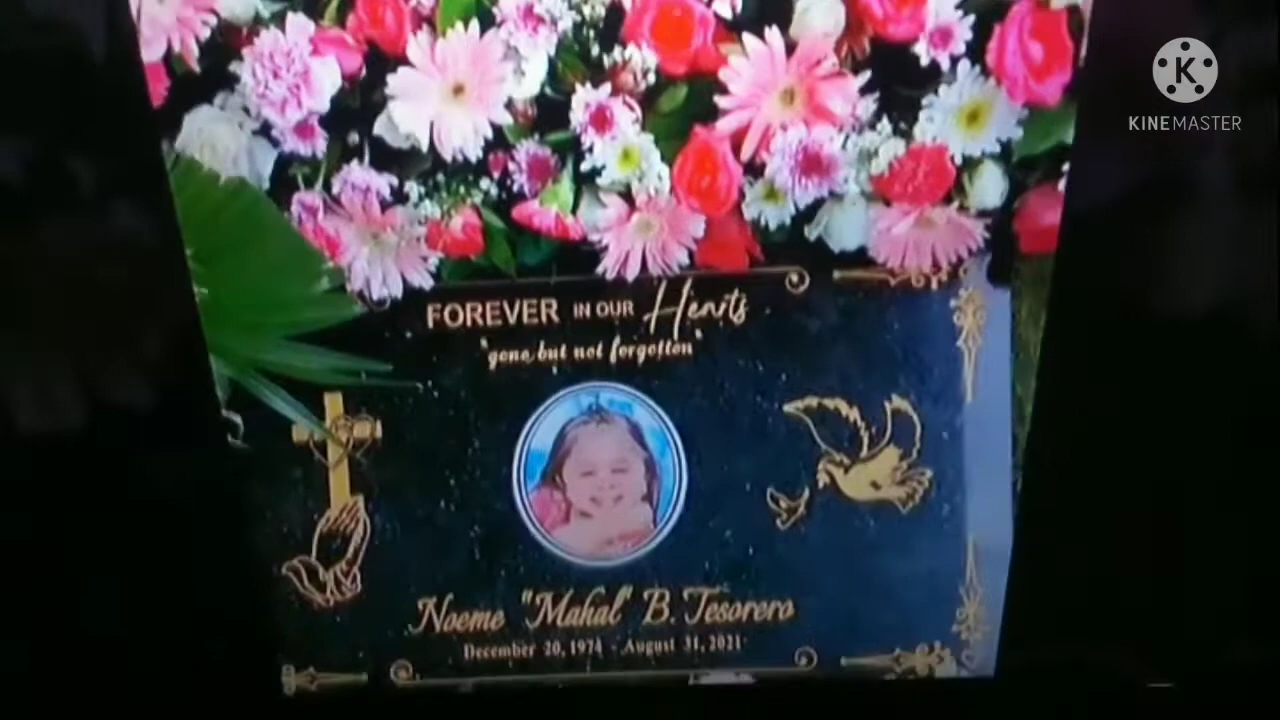 KINEMASTER
FOREVER IN OUR Hearts
"gone but not forgotten"
Noeme "Mahal" B. Tesorero
December 20, 1974 - August 31, 2021